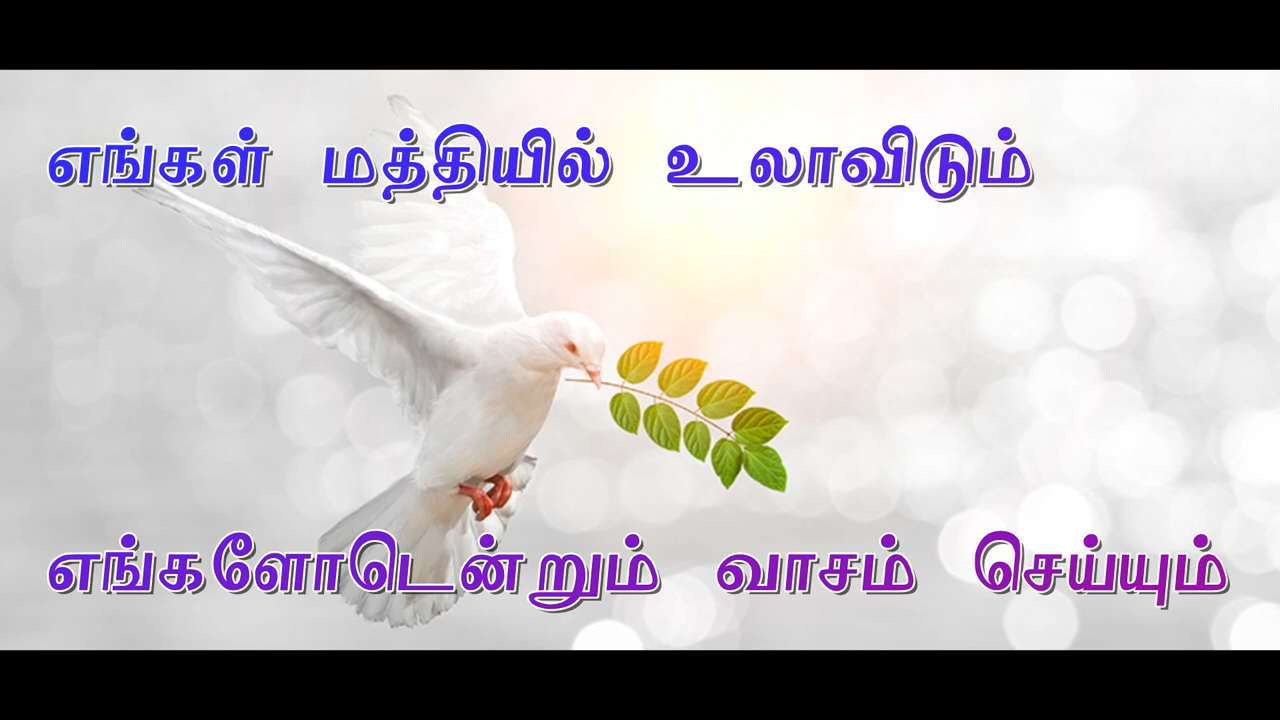 எங்கள் மத்தியில் உலாவிடும்
எங்களோடென்றும் வாசம் செய்யும்